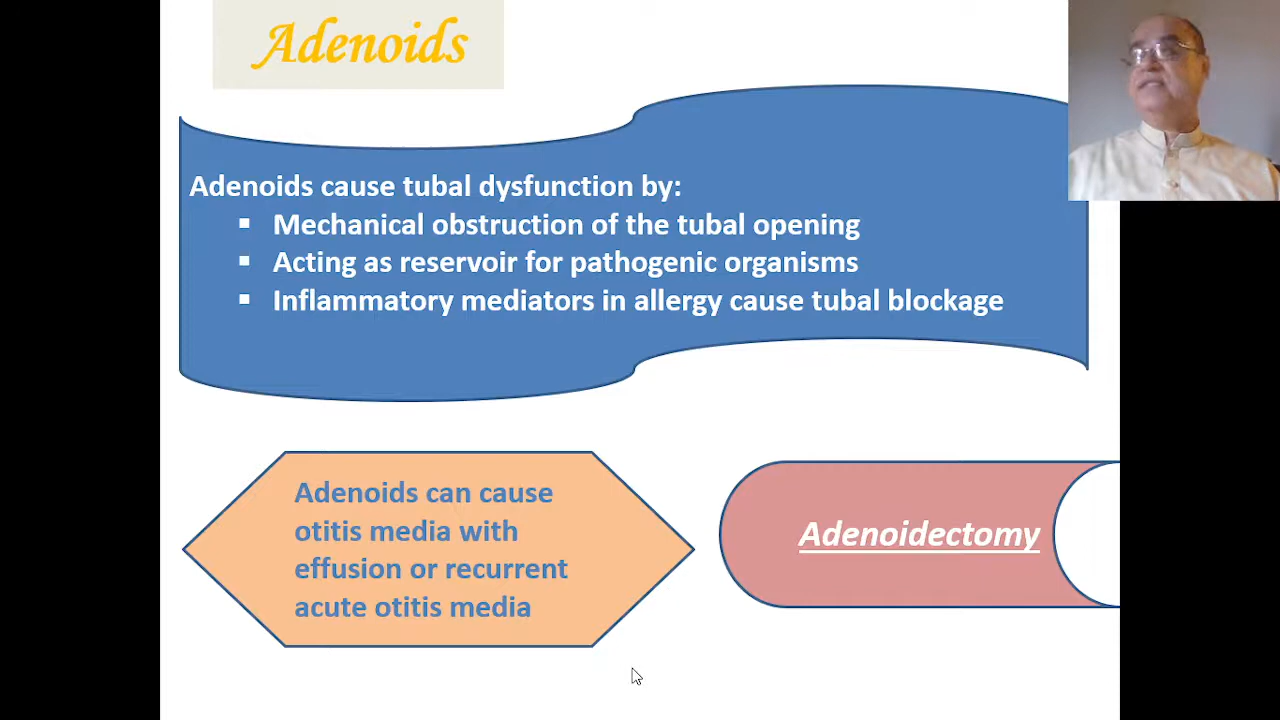 Adenoids
Adenoids cause tubal dysfunction by:
▪ Mechanical obstruction of the tubal opening
▪ Acting as reservoir for pathogenic organisms
▪ Inflammatory mediators in allergy cause tubal blockage
Adenoids can cause
otitis media with
effusion or recurrent
acute otitis media
Adenoidectomy